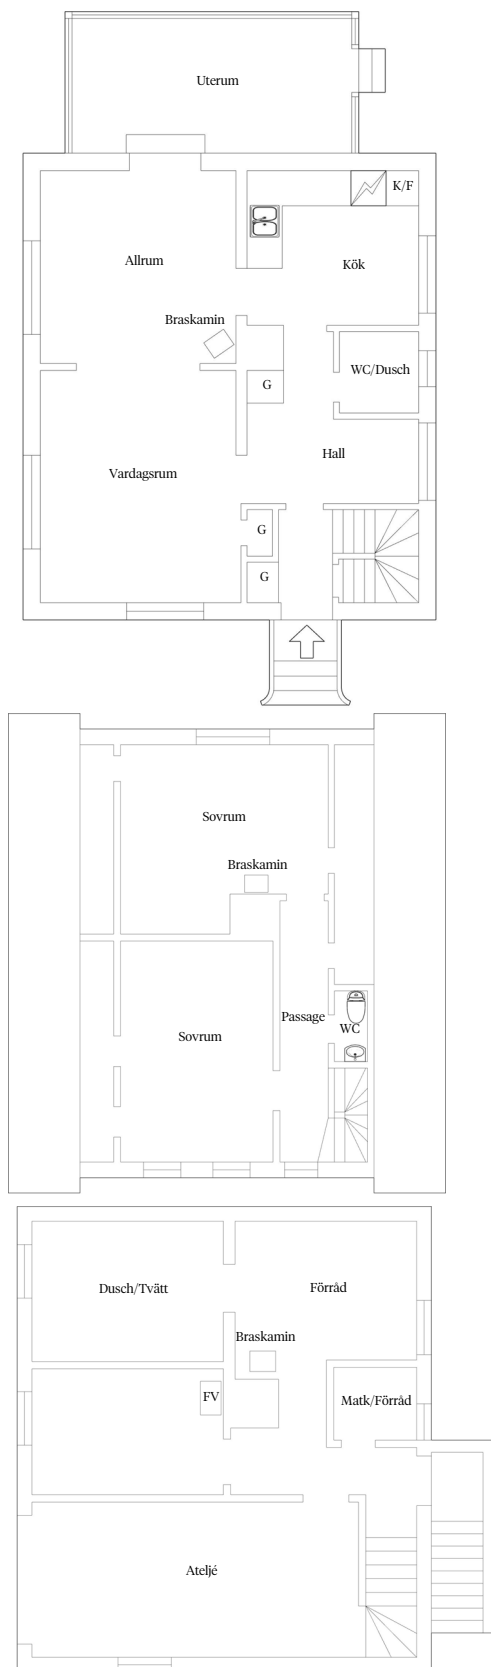 Uterum
K/F
Allrum
Kök
Braskamin
WC/Dusch
G
Hall
Vardagsrum
G
G
Sovrum
Braskamin
Passage
WC
Sovrum
Dusch/Tvätt
Förråd
Braskamin
FV
Matk/Förråd
Ateljé